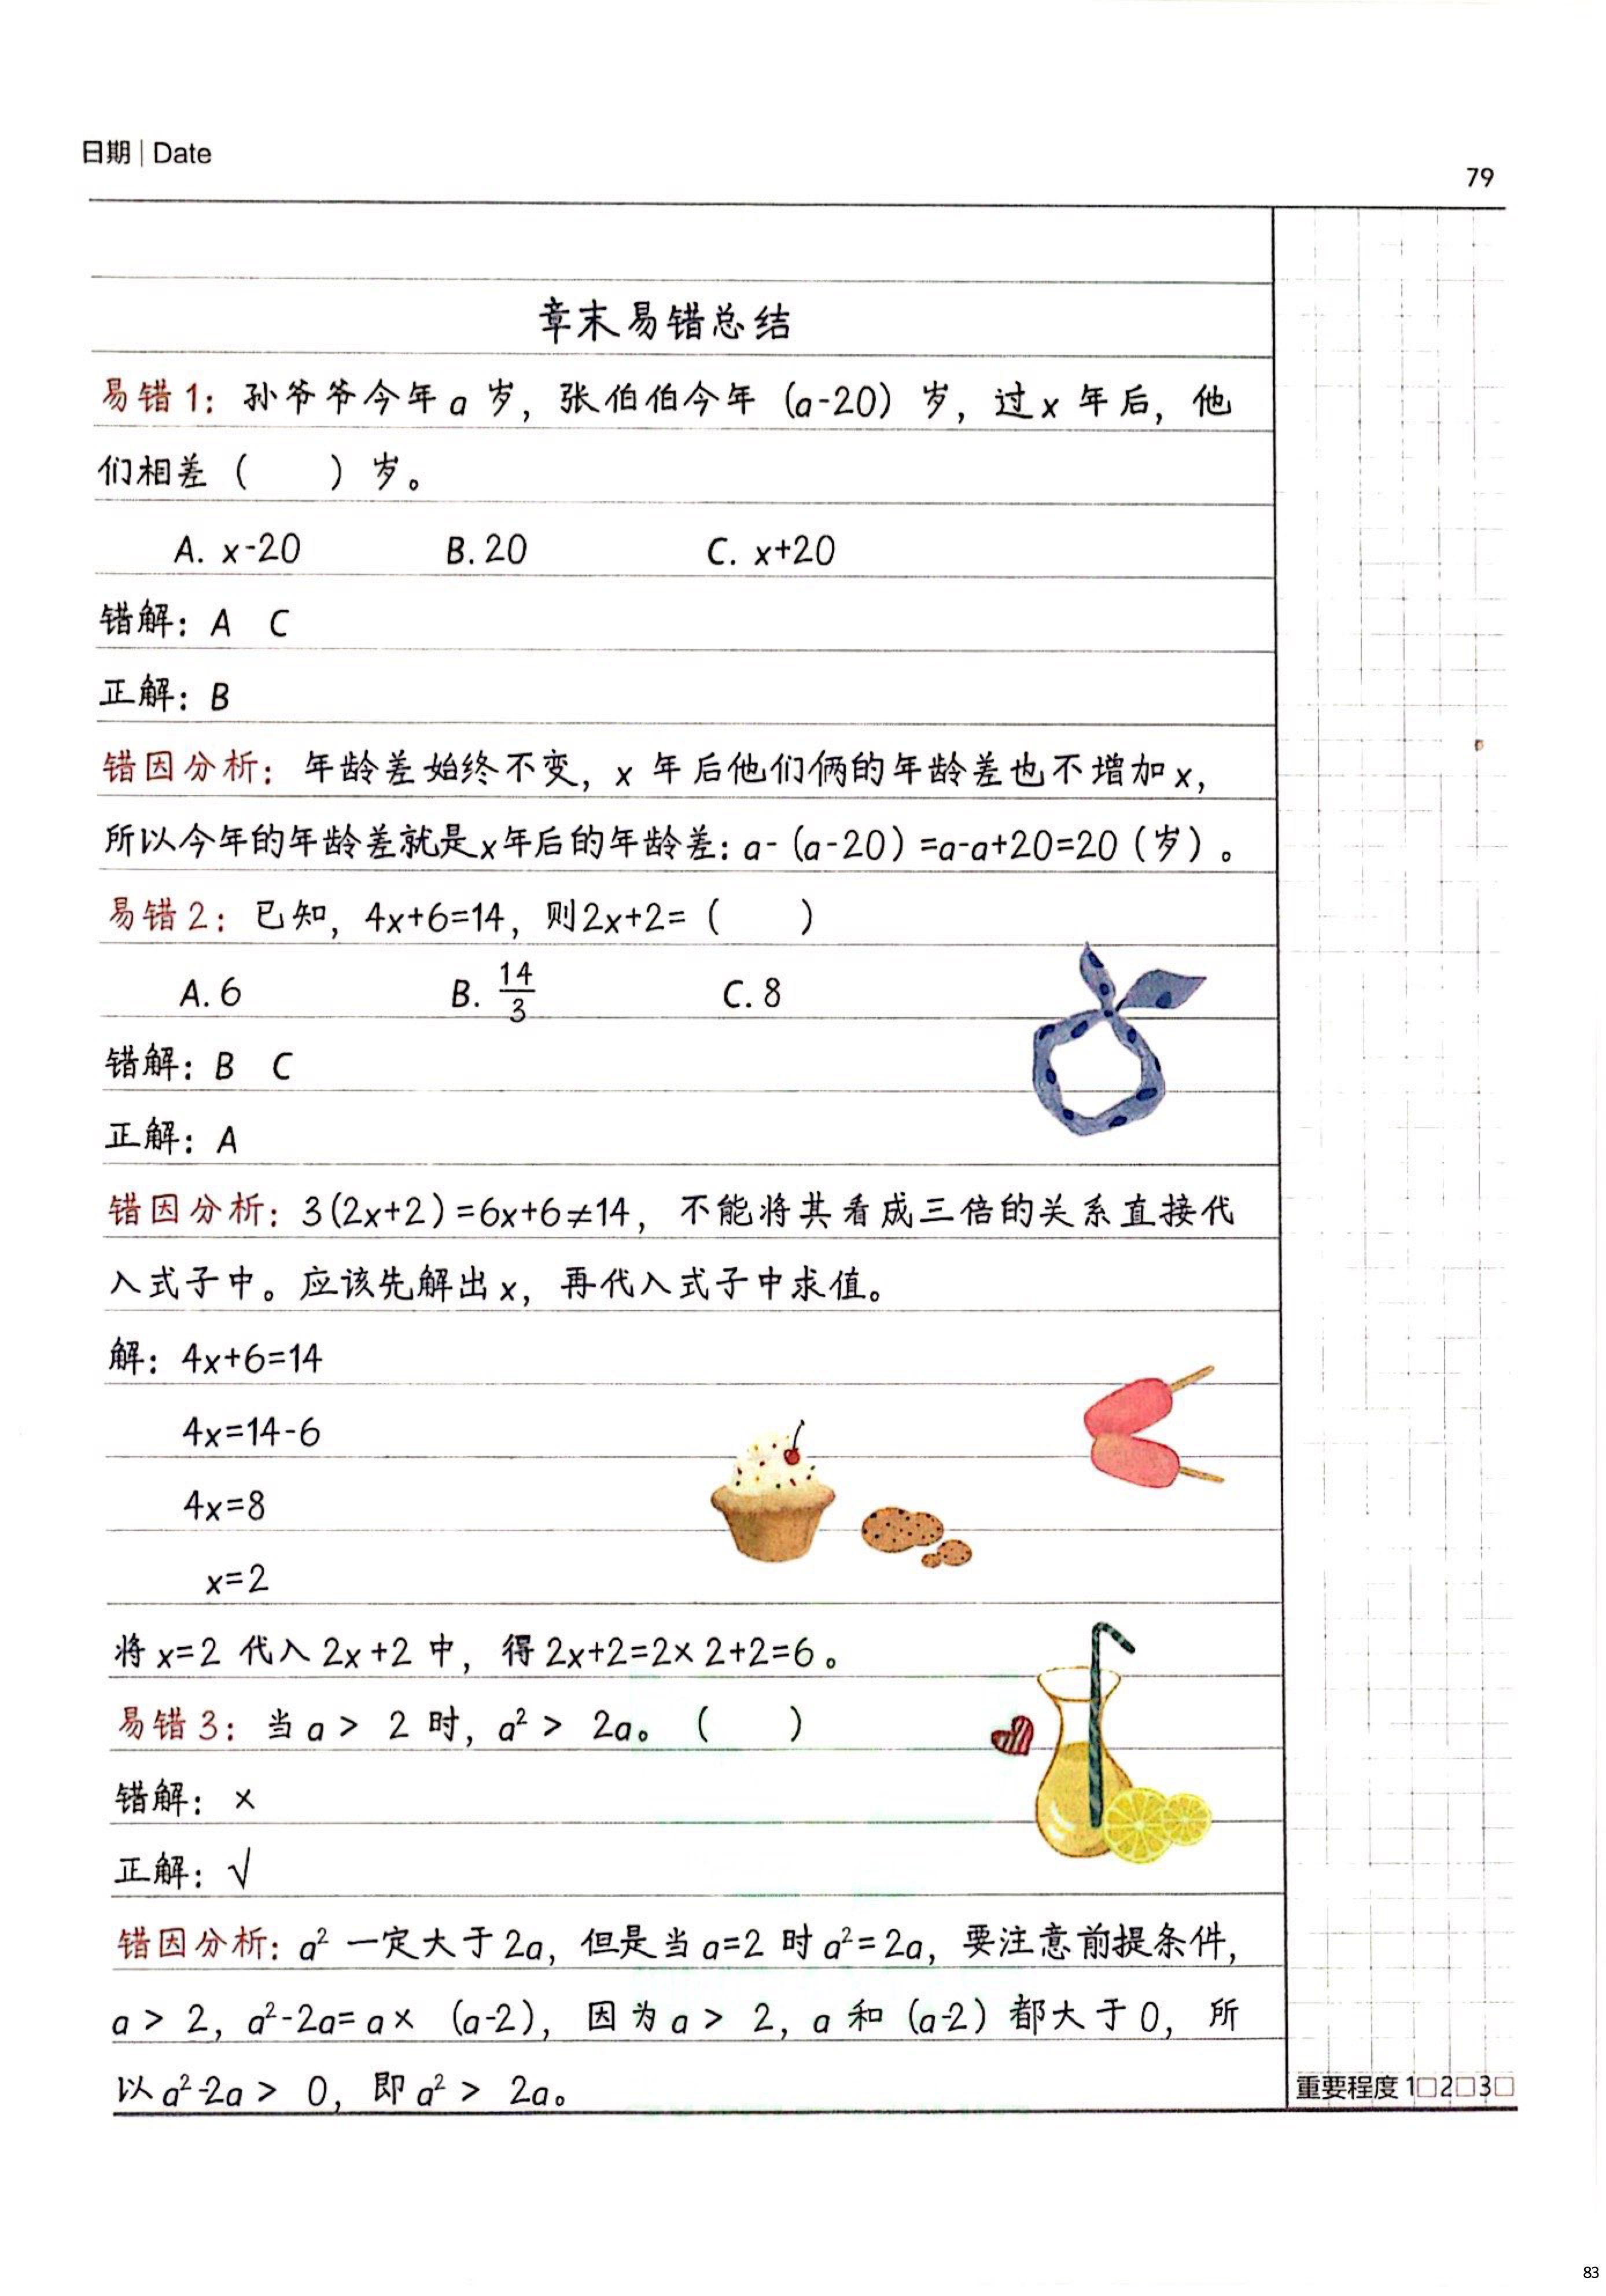 日期 | Date
79
章末易错总结
易错1：孙爷爷今年a岁，张伯伯今年（a-20）岁，过x年后，他
们相差（　　）岁。
A. x-20　B. 20　C. x+20
错解：A　C
正解：B
错因分析：年龄差始终不变，x年后他们俩的年龄差也不增加x，
所以今年的年龄差就是x年后的年龄差：a-（a-20）=a-a+20=20（岁）。
易错2：已知，4x+6=14，则2x+2=（　　）
A. 6　B. 14/3　C. 8
错解：B　C
正解：A
错因分析：3(2x+2)=6x+6≠14，不能将其看成三倍的关系直接代
入式子中。应该先解出x，再代入式子中求值。
解：4x+6=14
4x=14-6
4x=8
x=2
将x=2代入2x+2中，得2x+2=2×2+2=6。
易错3：当a＞2时，a²＞2a。（　　）
错解：×
正解：√
错因分析：a²一定大于2a，但是当a=2时a²=2a，要注意前提条件，
a＞2，a²-2a=a×（a-2），因为a＞2，a和（a-2）都大于0，所
以a²-2a＞0，即a²＞2a。
重要程度 1□2□3□
83